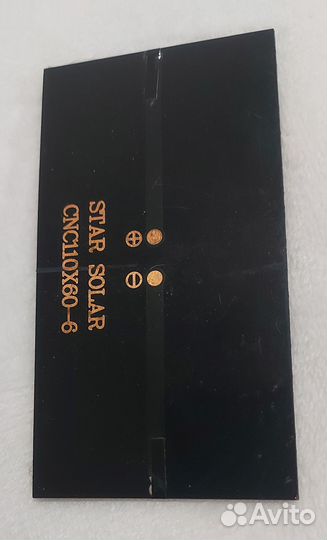 STAR SOLAR
CNC110X60-6
⊕
⊖
Avito